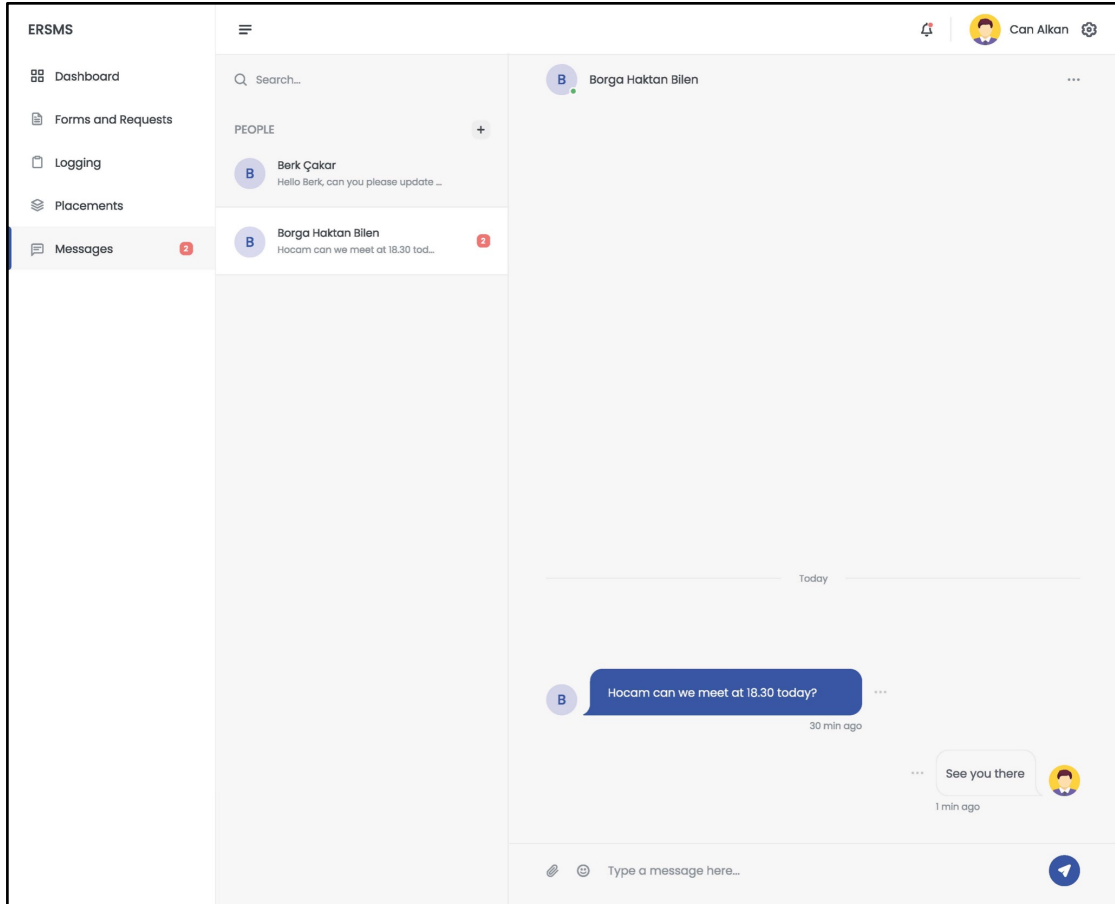 ERSMS
Can Alkan
Dashboard
Forms and Requests
Logging
Placements
Messages 2
Search...
PEOPLE +
B Berk Çakar
Hello Berk, can you please update ...
B Borga Haktan Bilen 2
Hocam can we meet at 18.30 tod...
B Borga Haktan Bilen
Today
B Hocam can we meet at 18.30 today?
30 min ago
See you there
1 min ago
Type a message here...